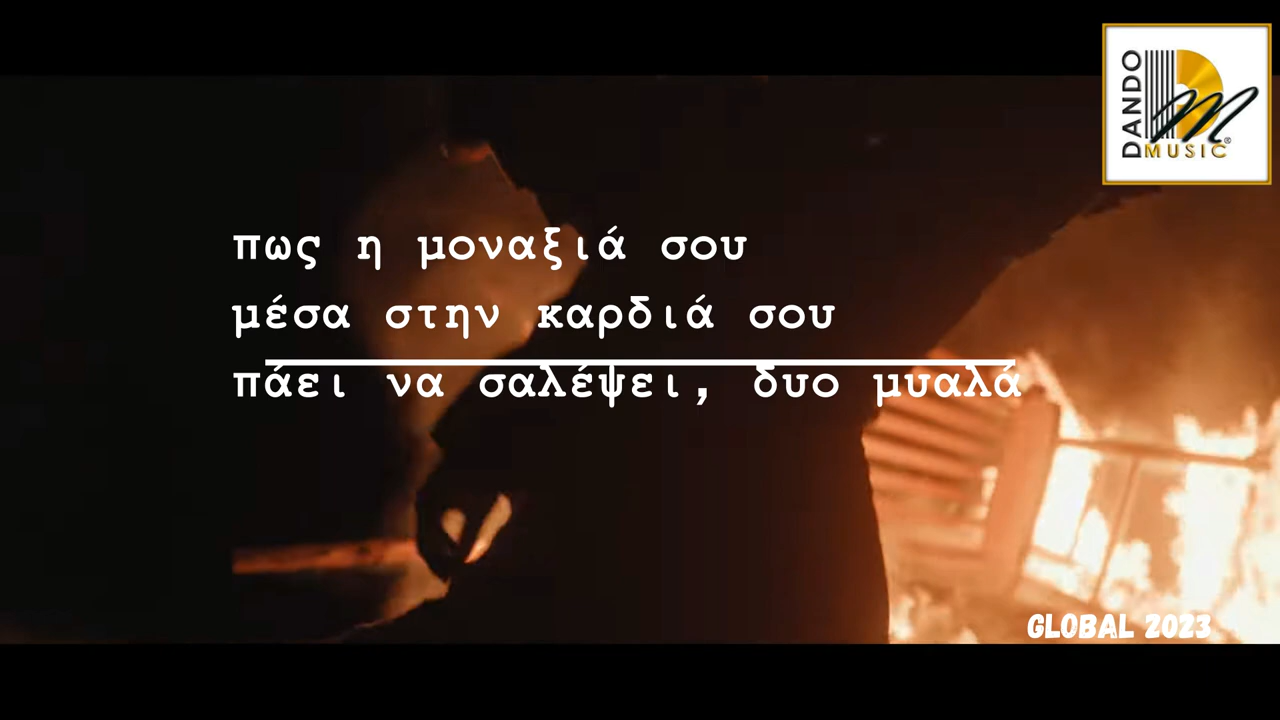 DANDO
MUSIC
πως η μοναξιά σου
μέσα στην καρδιά σου
πάει να σαλέψει, δυο μυαλά
GLOBAL 2023